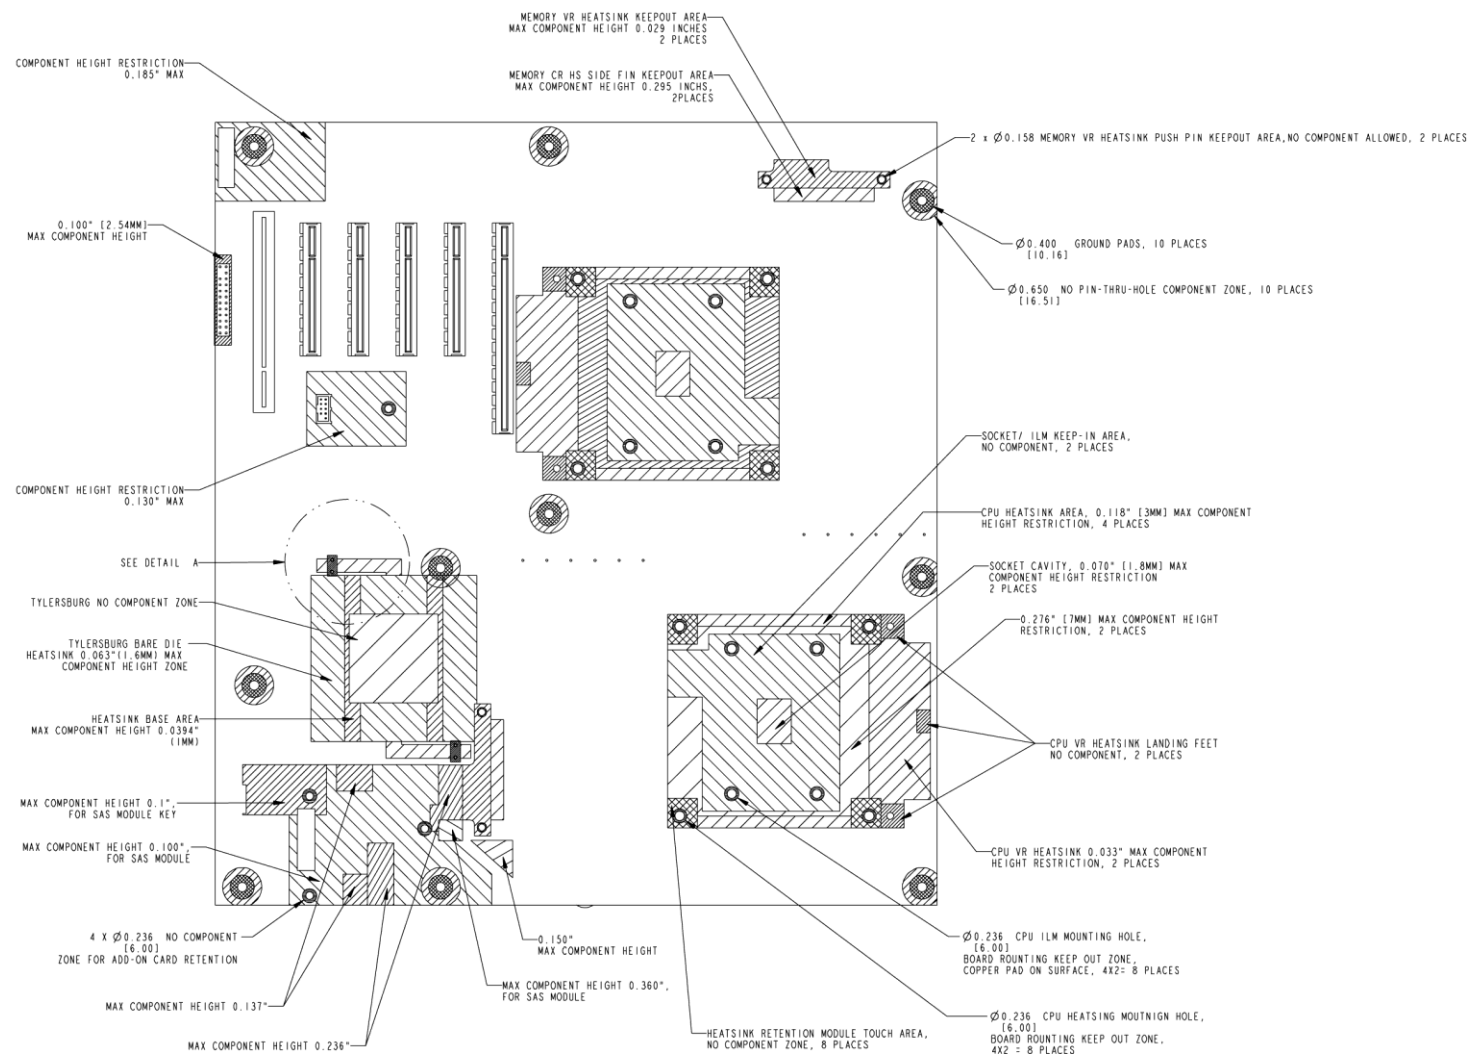 MEMORY VR HEATSINK KEEPOUT AREA
MAX COMPONENT HEIGHT 0.029 INCHES
2 PLACES
COMPONENT HEIGHT RESTRICTION
0.185" MAX
MEMORY CR HS SIDE FIN KEEPOUT AREA
MAX COMPONENT HEIGHT 0.295 INCHS,
2PLACES
2 x Ø0.158 MEMORY VR HEATSINK PUSH PIN KEEPOUT AREA,NO COMPONENT ALLOWED, 2 PLACES
0.100" [2.54MM]
MAX COMPONENT HEIGHT
Ø0.400 GROUND PADS, 10 PLACES
[10.16]
Ø0.650 NO PIN-THRU-HOLE COMPONENT ZONE, 10 PLACES
[16.51]
SOCKET/ ILM KEEP-IN AREA,
NO COMPONENT, 2 PLACES
COMPONENT HEIGHT RESTRICTION
0.130" MAX
CPU HEATSINK AREA, 0.118" [3MM] MAX COMPONENT
HEIGHT RESTRICTION, 4 PLACES
SEE DETAIL A
SOCKET CAVITY, 0.070" [1.8MM] MAX
COMPONENT HEIGHT RESTRICTION
2 PLACES
TYLERSBURG NO COMPONENT ZONE
0.276" [7MM] MAX COMPONENT HEIGHT
RESTRICTION, 2 PLACES
TYLERSBURG BARE DIE
HEATSINK 0.063"(1.6MM) MAX
COMPONENT HEIGHT ZONE
HEATSINK BASE AREA
MAX COMPONENT HEIGHT 0.0394"
(1MM)
CPU VR HEATSINK LANDING FEET
NO COMPONENT, 2 PLACES
MAX COMPONENT HEIGHT 0.1",
FOR SAS MODULE KEY
MAX COMPONENT HEIGHT 0.100",
FOR SAS MODULE
CPU VR HEATSINK 0.033" MAX COMPONENT
HEIGHT RESTRICTION, 2 PLACES
4 X Ø0.236 NO COMPONENT
[6.00]
ZONE FOR ADD-ON CARD RETENTION
0.150"
MAX COMPONENT HEIGHT
Ø0.236 CPU ILM MOUNTING HOLE,
[6.00]
BOARD ROUNTING KEEP OUT ZONE,
COPPER PAD ON SURFACE, 4X2= 8 PLACES
MAX COMPONENT HEIGHT 0.360",
FOR SAS MODULE
MAX COMPONENT HEIGHT 0.137"
Ø0.236 CPU HEATSING MOUTNIGN HOLE,
[6.00]
BOARD ROUNTING KEEP OUT ZONE,
4X2 = 8 PLACES
HEATSINK RETENTION MODULE TOUCH AREA,
NO COMPONENT ZONE, 8 PLACES
MAX COMPONENT HEIGHT 0.236"